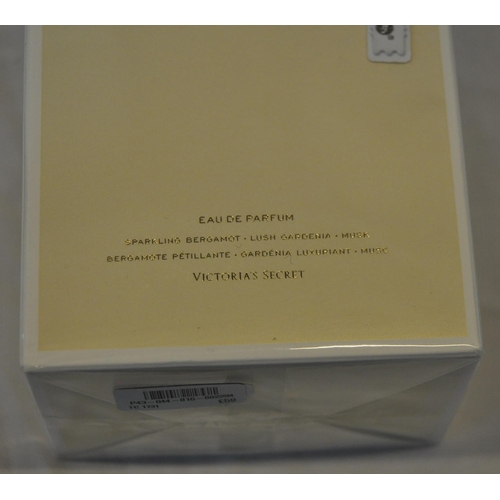 EAU DE PARFUM
SPARKLING BERGAMOT · LUSH GARDENIA · MUSK
BERGAMOTE PÉTILLANTE · GARDÉNIA LUXURIANT · MUSC
VICTORIA'S SECRET